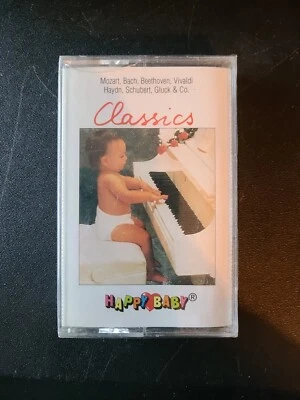 Mozart, Bach, Beethoven, Vivaldi
Haydn, Schubert, Gluck & Co.
Classics
HAPPY BABY®